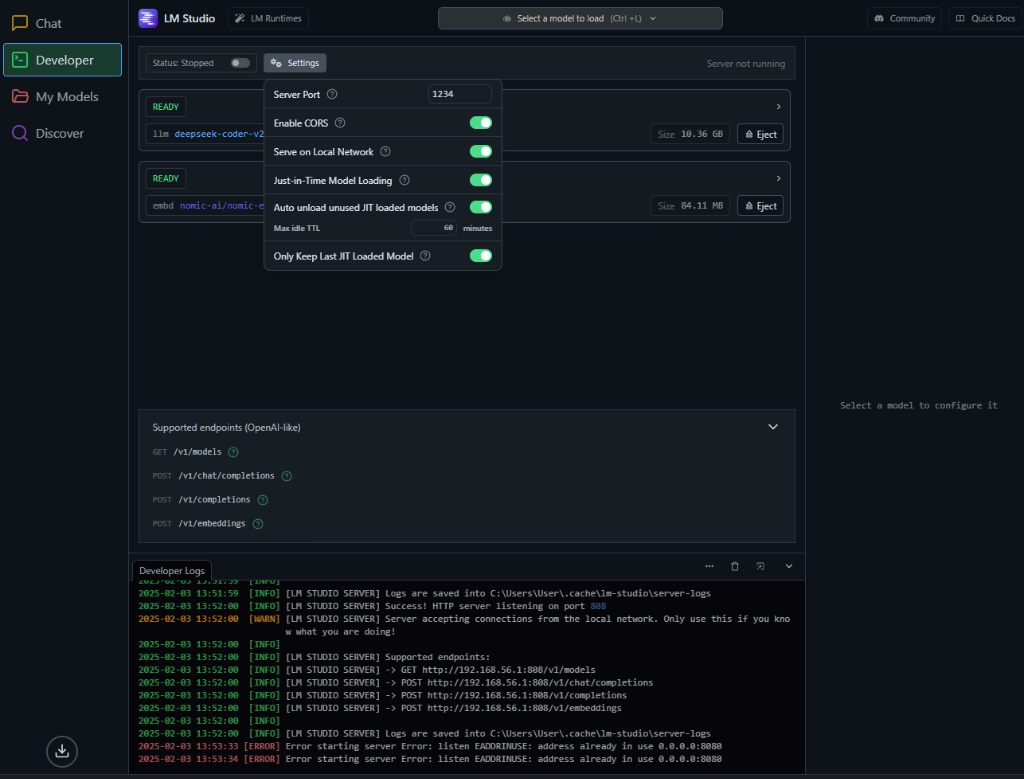 Chat
Developer
My Models
Discover
LM Studio
LM Runtimes
Select a model to load (Ctrl +L)
Community
Quick Docs
Status: Stopped
Settings
Server not running
Server Port
1234
Enable CORS
Serve on Local Network
Just-in-Time Model Loading
Auto unload unused JIT loaded models
Max idle TTL 60 minutes
Only Keep Last JIT Loaded Model
READY
llm deepseek-coder-v2
Size 10.36 GB
Eject
READY
embd nomic-ai/nomic-e
Size 84.11 MB
Eject
Select a model to configure it
Supported endpoints (OpenAI-like)
GET /v1/models
POST /v1/chat/completions
POST /v1/completions
POST /v1/embeddings
Developer Logs
2025-02-03 13:51:59 [INFO]
2025-02-03 13:51:59 [INFO] [LM STUDIO SERVER] Logs are saved into C:\Users\User\.cache\lm-studio\server-logs
2025-02-03 13:52:00 [INFO] [LM STUDIO SERVER] Success! HTTP server listening on port 808
2025-02-03 13:52:00 [WARN] [LM STUDIO SERVER] Server accepting connections from the local network. Only use this if you kno
w what you are doing!
2025-02-03 13:52:00 [INFO]
2025-02-03 13:52:00 [INFO] [LM STUDIO SERVER] Supported endpoints:
2025-02-03 13:52:00 [INFO] [LM STUDIO SERVER] -> GET http://192.168.56.1:808/v1/models
2025-02-03 13:52:00 [INFO] [LM STUDIO SERVER] -> POST http://192.168.56.1:808/v1/chat/completions
2025-02-03 13:52:00 [INFO] [LM STUDIO SERVER] -> POST http://192.168.56.1:808/v1/completions
2025-02-03 13:52:00 [INFO] [LM STUDIO SERVER] -> POST http://192.168.56.1:808/v1/embeddings
2025-02-03 13:52:00 [INFO]
2025-02-03 13:52:00 [INFO] [LM STUDIO SERVER] Logs are saved into C:\Users\User\.cache\lm-studio\server-logs
2025-02-03 13:53:33 [ERROR] Error starting server Error: listen EADDRINUSE: address already in use 0.0.0.0:8080
2025-02-03 13:53:34 [ERROR] Error starting server Error: listen EADDRINUSE: address already in use 0.0.0.0:8080